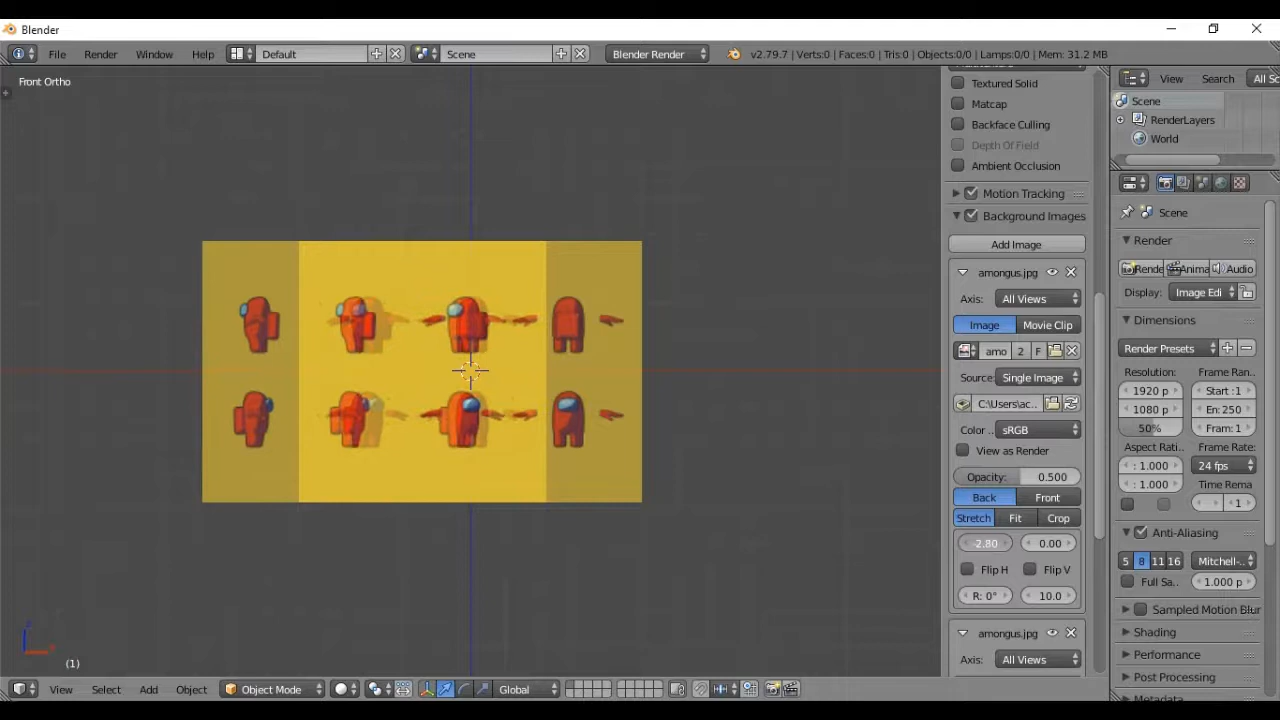 Blender
File Render Window Help Default Scene Blender Render v2.79.7 | Verts:0 | Faces:0 | Tris:0 | Objects:0/0 | Lamps:0/0 | Mem: 31.2 MB
Front Ortho
Textured Solid
Matcap
Backface Culling
Depth Of Field
Ambient Occlusion
Motion Tracking
Background Images
Add Image
amongus.jpg
Axis: All Views
Image Movie Clip
amo 2 F
Source: Single Image
C:\Users\ac..
Color .. sRGB
View as Render
Opacity: 0.500
Back Front
Stretch Fit Crop
-2.80 0.00
Flip H Flip V
R: 0° 10.0
amongus.jpg
Axis: All Views
View Search All Sc
Scene
RenderLayers
World
Scene
Render
Rende Anima Audio
Display: Image Edi
Dimensions
Render Presets
Resolution: Frame Ran..
1920 p Start :1
1080 p En: 250
50% Fram: 1
Aspect Rati.. Frame Rate:
: 1.000 24 fps
: 1.000 Time Rema
1
Anti-Aliasing
5 8 11 16 Mitchell-..
Full Sa.. 1.000 p
Sampled Motion Blur
Shading
Performance
Post Processing
Metadata
(1)
View Select Add Object Object Mode Global